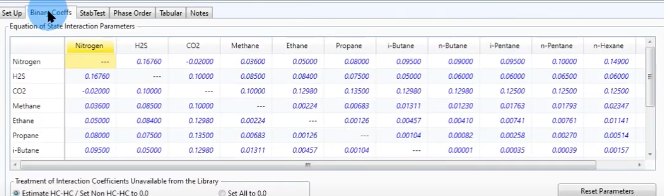 Set Up Binary Coeffs StabTest Phase Order Tabular Notes
Equation of State Interaction Parameters
Nitrogen H2S CO2 Methane Ethane Propane i-Butane n-Butane i-Pentane n-Pentane n-Hexane
Nitrogen --- 0.16760 -0.02000 0.03600 0.05000 0.08000 0.09500 0.09000 0.09500 0.10000 0.14900
H2S 0.16760 --- 0.10000 0.08500 0.08400 0.07500 0.05000 0.06000 0.06000 0.06500 0.06000
CO2 -0.02000 0.10000 --- 0.10000 0.12980 0.13500 0.12980 0.12980 0.12500 0.12500 0.12500
Methane 0.03600 0.08500 0.10000 --- 0.00224 0.00683 0.01311 0.01230 0.01763 0.01793 0.02347
Ethane 0.05000 0.08400 0.12980 0.00224 --- 0.00126 0.00457 0.00410 0.00741 0.00761 0.01141
Propane 0.08000 0.07500 0.13500 0.00683 0.00126 --- 0.00104 0.00082 0.00258 0.00270 0.00514
i-Butane 0.09500 0.05000 0.12980 0.01311 0.00457 0.00104 --- 0.00001 0.00035 0.00039 0.00157
Treatment of Interaction Coefficients Unavailable from the Library
Estimate HC-HC / Set Non HC-HC to 0.0 Set All to 0.0 Reset Parameters